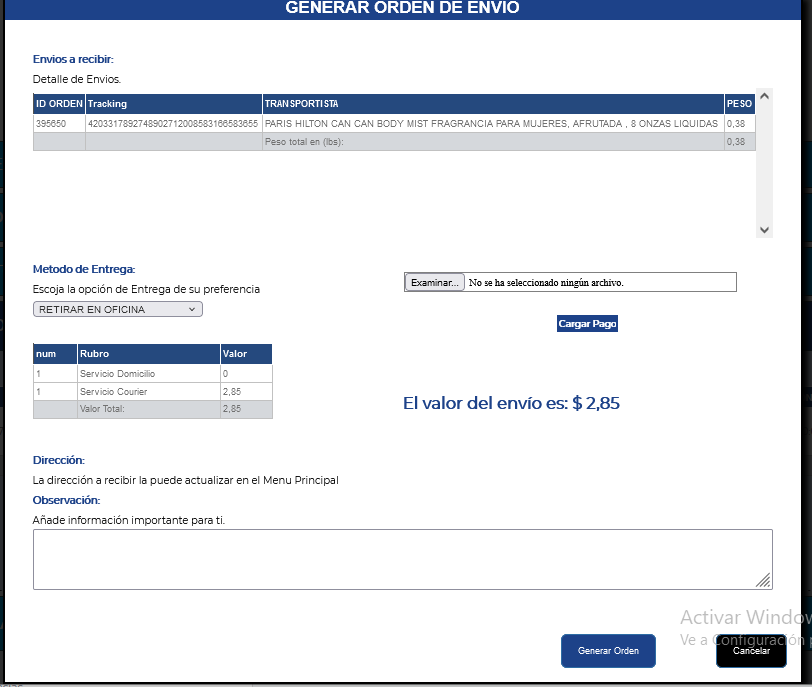 GENERAR ORDEN DE ENVIO
Envios a recibir:
Detalle de Envios.
ID ORDEN Tracking TRANSPORTISTA PESO
395650 4203317892748902712008583166583655 PARIS HILTON CAN CAN BODY MIST FRAGRANCIA PARA MUJERES, AFRUTADA , 8 ONZAS LIQUIDAS 0,38
Peso total en (lbs): 0,38
Metodo de Entrega:
Escoja la opción de Entrega de su preferencia
RETIRAR EN OFICINA
Examinar... No se ha seleccionado ningún archivo.
Cargar Pago
num Rubro Valor
1 Servicio Domicilio 0
1 Servicio Courier 2,85
Valor Total: 2,85
El valor del envío es: $ 2,85
Dirección:
La dirección a recibir la puede actualizar en el Menu Principal
Observación:
Añade información importante para ti.
Activar Window
Ve a Configuración p
Generar Orden
Cancelar